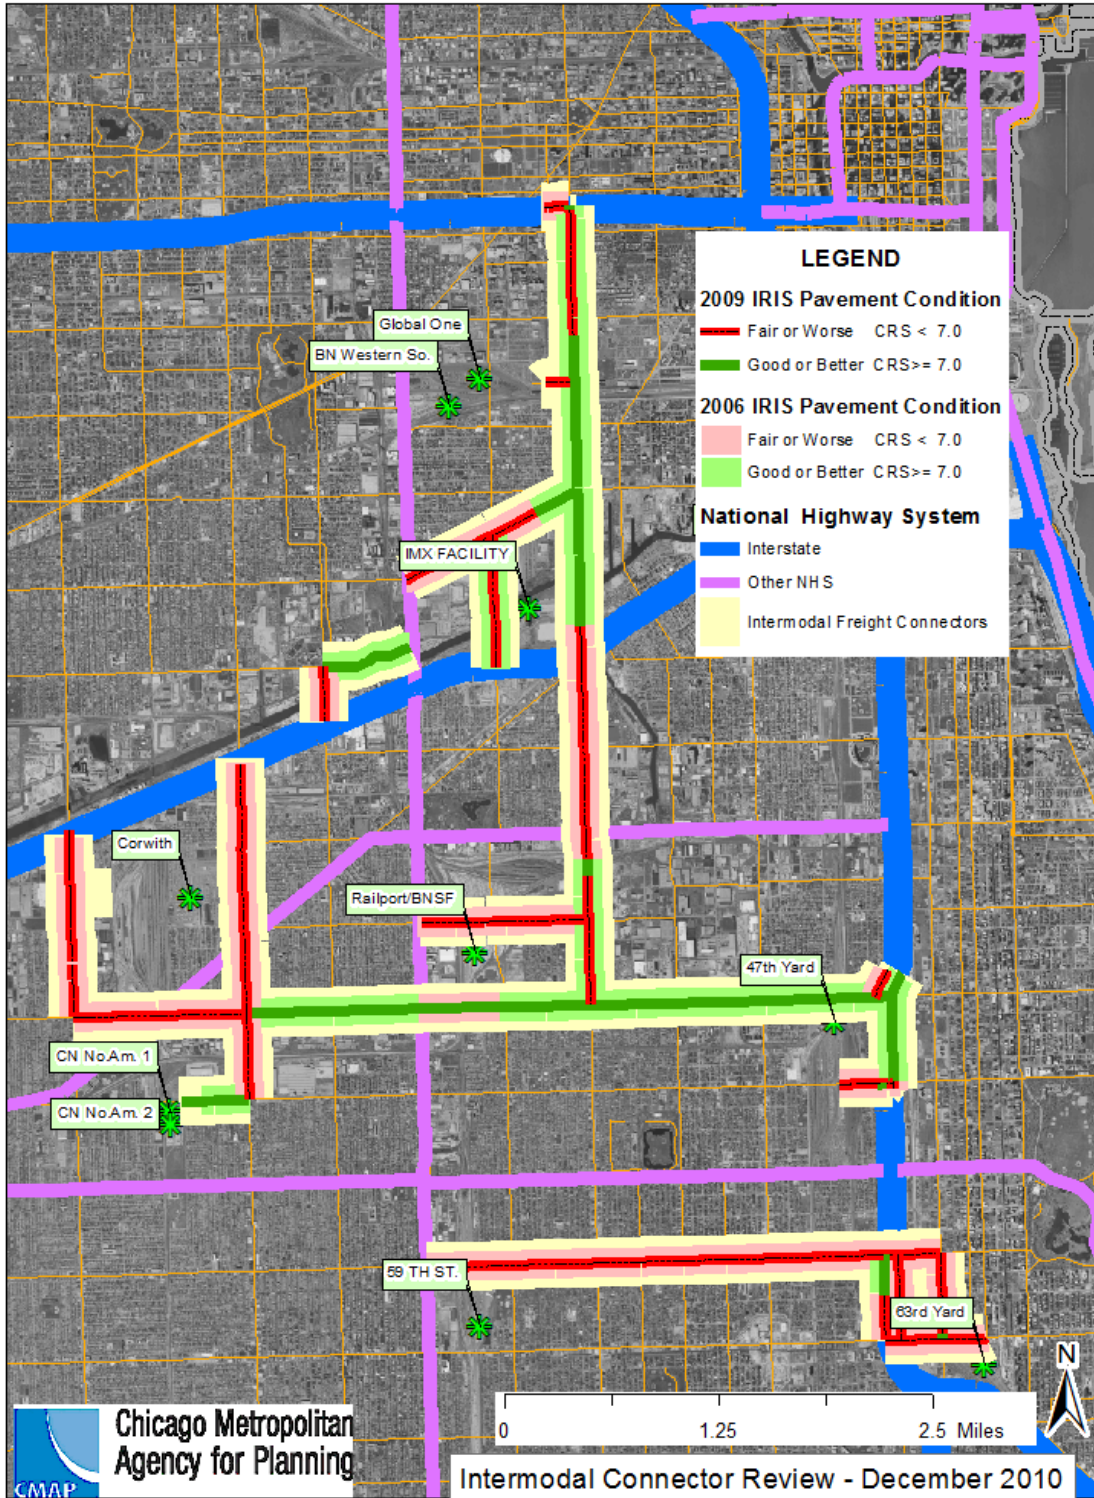 Global One
BN Western So.
LEGEND
2009 IRIS Pavement Condition
Fair or Worse CRS < 7.0
Good or Better CRS>= 7.0
2006 IRIS Pavement Condition
Fair or Worse CRS < 7.0
Good or Better CRS>= 7.0
National Highway System
Interstate
Other NHS
Intermodal Freight Connectors
IMX FACILITY
Corwith
Railport/BNSF
47th Yard
CN No.Am. 1
CN No.Am. 2
59 TH ST.
63rd Yard
N
0 1.25 2.5 Miles
Chicago Metropolitan
Agency for Planning
CMAP
Intermodal Connector Review - December 2010